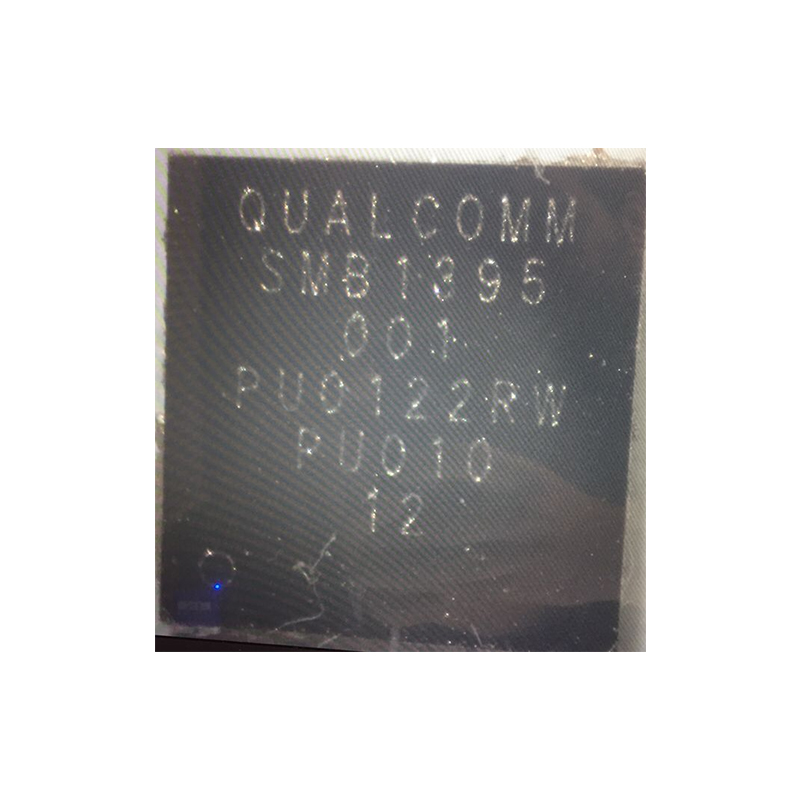 QUALCOMM
SMB1395
001
PU0122RW
PU010
12